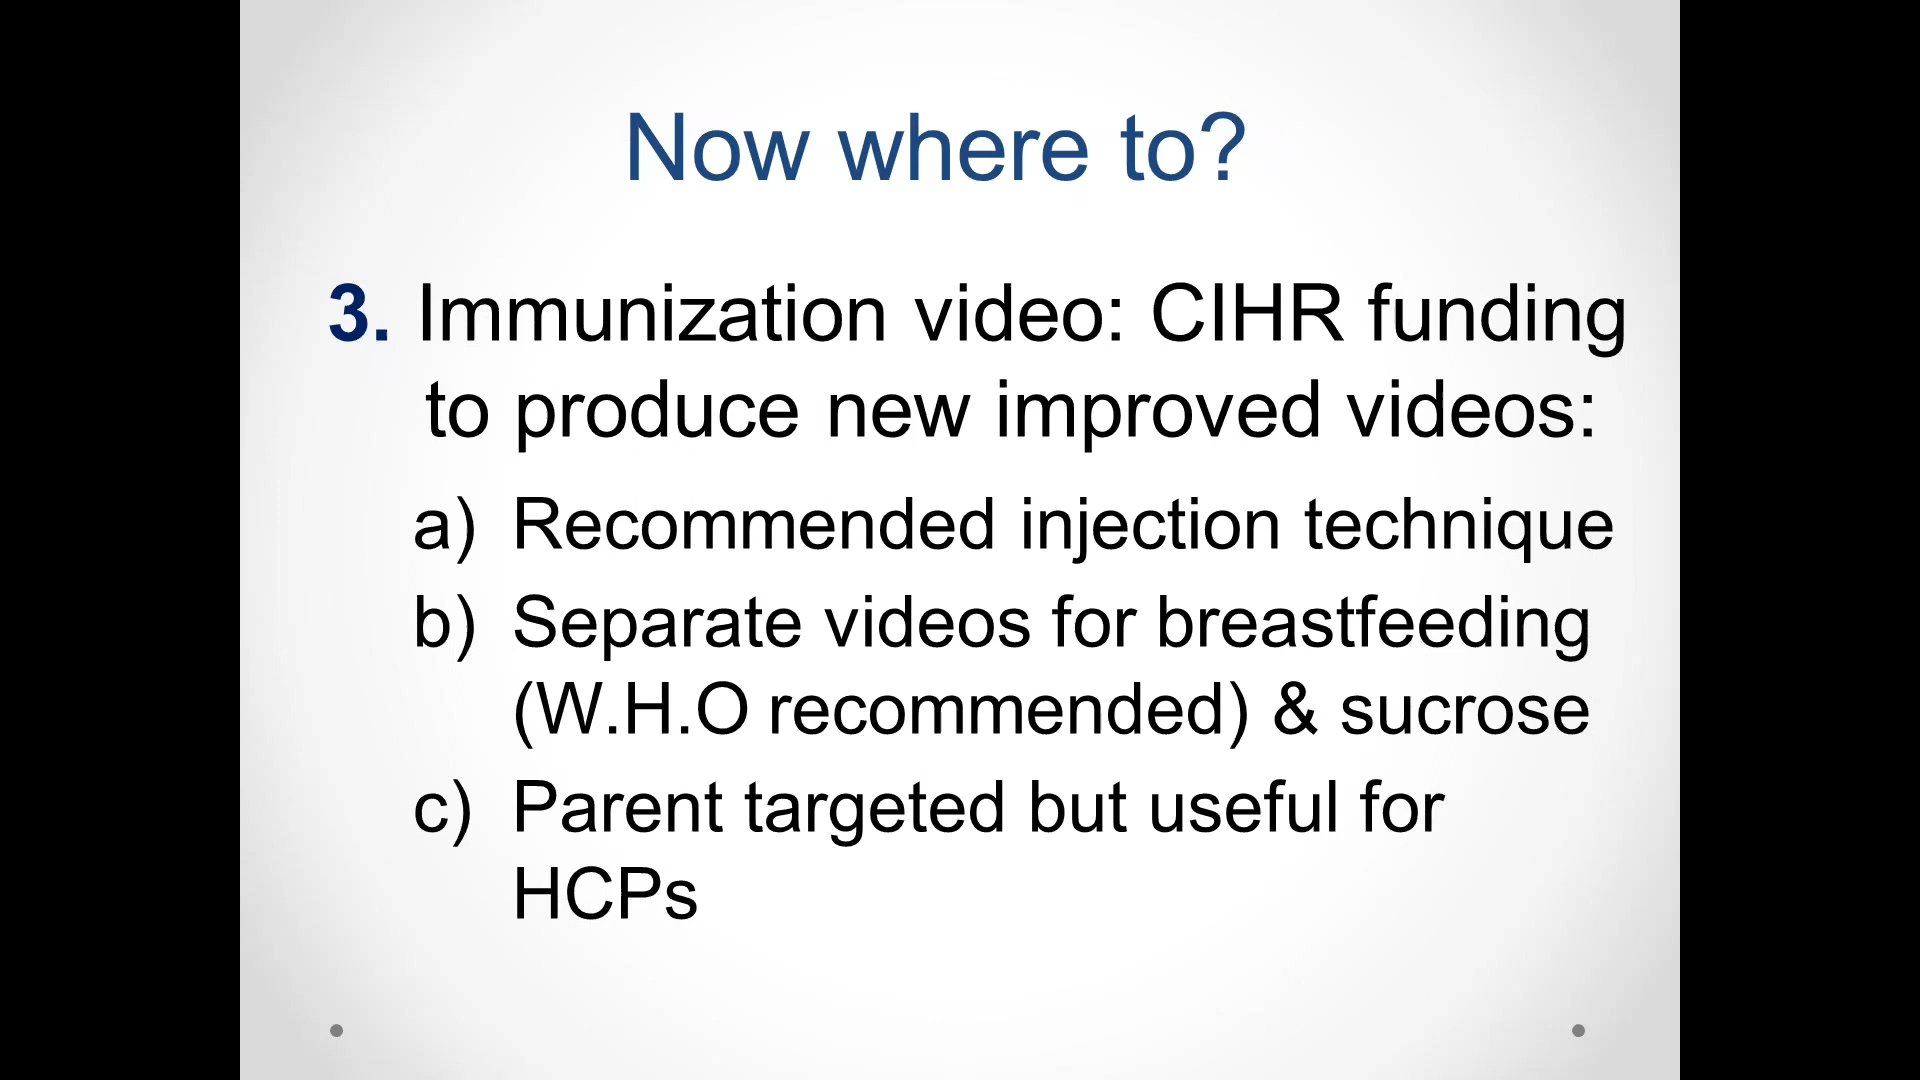 Now where to?
3. Immunization video: CIHR funding
to produce new improved videos:
a) Recommended injection technique
b) Separate videos for breastfeeding
(W.H.O recommended) & sucrose
c) Parent targeted but useful for
HCPs